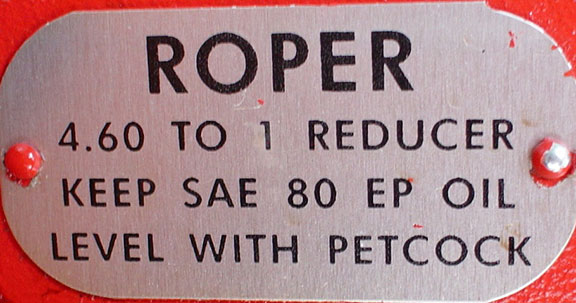 ROPER
4.60 TO 1 REDUCER
KEEP SAE 80 EP OIL
LEVEL WITH PETCOCK